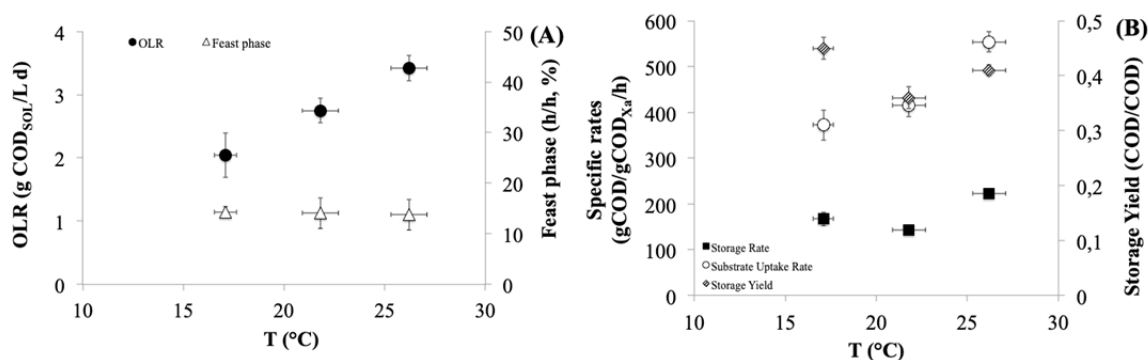 (A)
OLR
Feast phase
OLR (g COD_SOL/L d)
4
3
2
1
0
Feast phase (h/h, %)
50
40
30
20
10
0
10 15 20 25 30
T (°C)
(B)
Specific rates
(gCOD/gCOD_Xa/h)
600
500
400
300
200
100
0
Storage Rate
Substrate Uptake Rate
Storage Yield
Storage Yield (COD/COD)
0,5
0,4
0,3
0,2
0,1
0
10 15 20 25 30
T (°C)